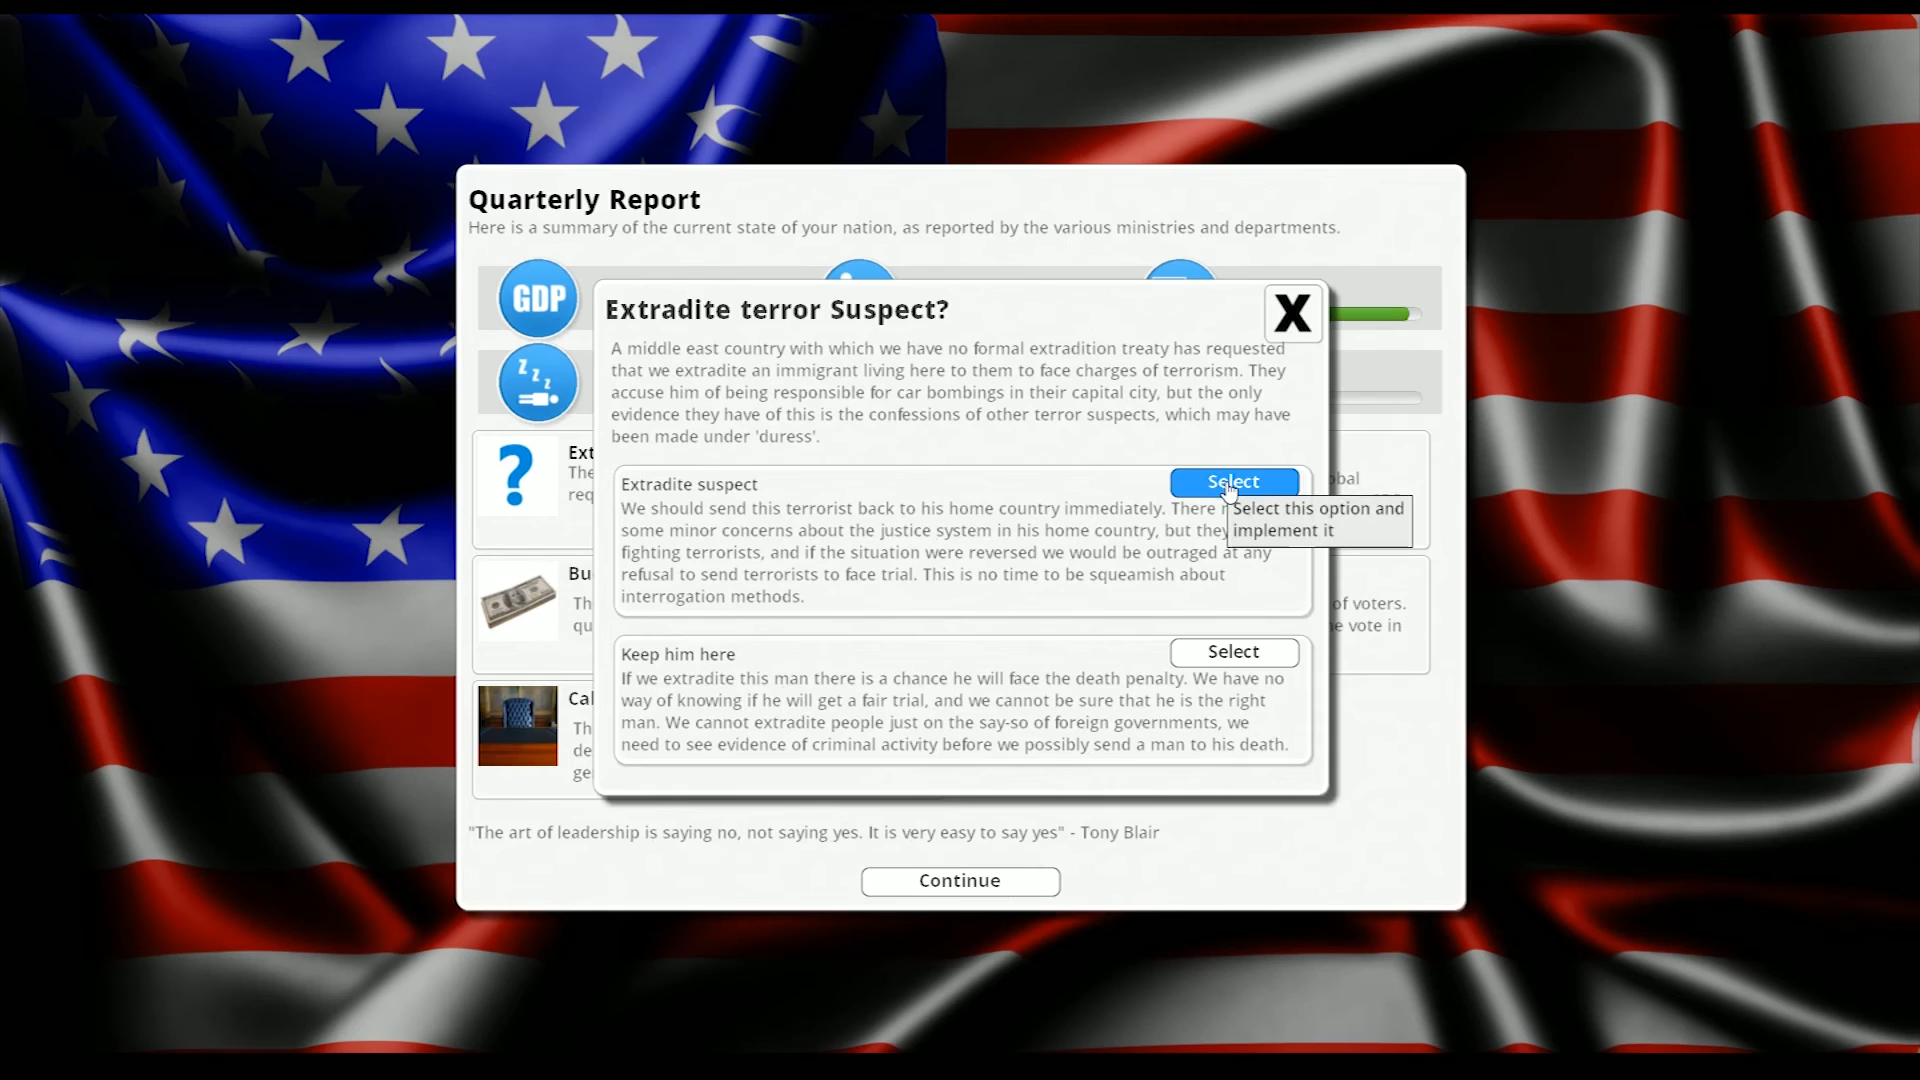 Quarterly Report
Here is a summary of the current state of your nation, as reported by the various ministries and departments.
GDP
Extradite terror Suspect?
X
A middle east country with which we have no formal extradition treaty has requested
that we extradite an immigrant living here to them to face charges of terrorism. They
accuse him of being responsible for car bombings in their capital city, but the only
evidence they have of this is the confessions of other terror suspects, which may have
been made under 'duress'.
z z z
Extradite suspect
Select
We should send this terrorist back to his home country immediately. There
some minor concerns about the justice system in his home country, but they
fighting terrorists, and if the situation were reversed we would be outraged at any
refusal to send terrorists to face trial. This is no time to be squeamish about
interrogation methods.
Select this option and
implement it
Keep him here
Select
If we extradite this man there is a chance he will face the death penalty. We have no
way of knowing if he will get a fair trial, and we cannot be sure that he is the right
man. We cannot extradite people just on the say-so of foreign governments, we
need to see evidence of criminal activity before we possibly send a man to his death.
?
of voters.
vote in
"The art of leadership is saying no, not saying yes. It is very easy to say yes" - Tony Blair
Continue